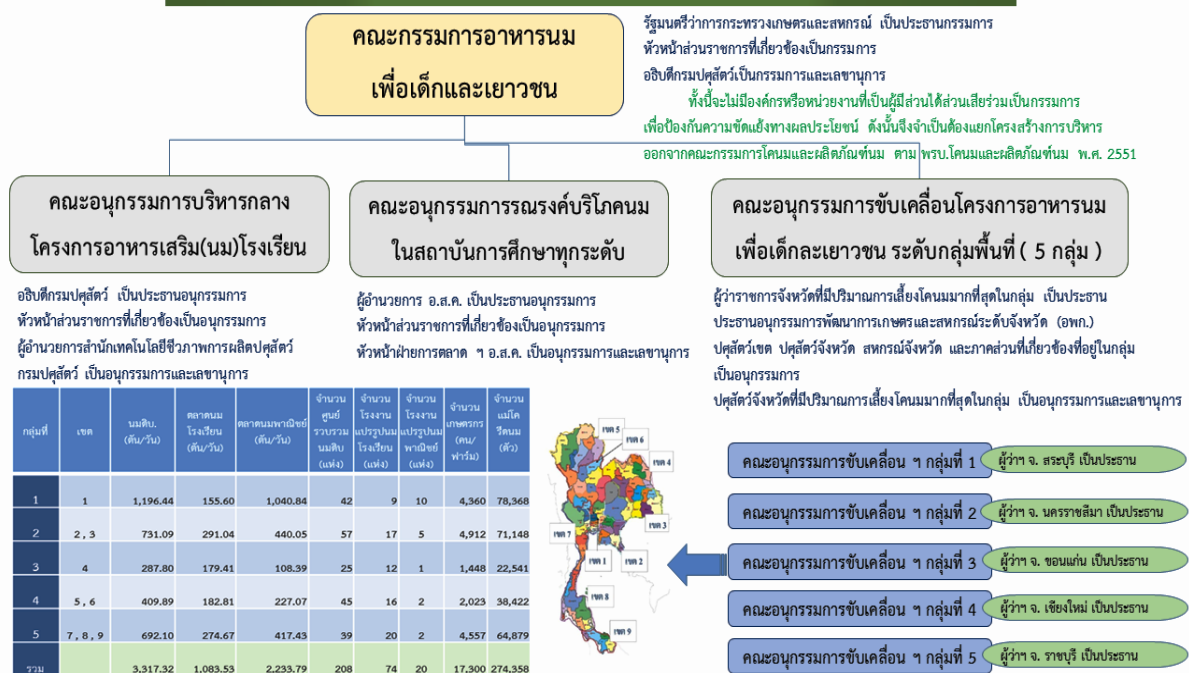 คณะกรรมการอาหารนม
เพื่อเด็กและเยาวชน
รัฐมนตรีว่าการกระทรวงเกษตรและสหกรณ์ เป็นประธานกรรมการ
หัวหน้าส่วนราชการที่เกี่ยวข้องเป็นกรรมการ
อธิบดีกรมปศุสัตว์เป็นกรรมการและเลขานุการ
ทั้งนี้จะไม่มีองค์กรหรือหน่วยงานที่เป็นผู้มีส่วนได้ส่วนเสียร่วมเป็นกรรมการ
เพื่อป้องกันความขัดแย้งทางผลประโยชน์ ดังนั้นจึงจำเป็นต้องแยกโครงสร้างการบริหาร
ออกจากคณะกรรมการโคนมและผลิตภัณฑ์นม ตาม พรบ.โคนมและผลิตภัณฑ์นม พ.ศ. 2551
คณะอนุกรรมการบริหารกลาง
โครงการอาหารเสริม(นม)โรงเรียน
อธิบดีกรมปศุสัตว์ เป็นประธานอนุกรรมการ
หัวหน้าส่วนราชการที่เกี่ยวข้องเป็นอนุกรรมการ
ผู้อำนวยการสำนักเทคโนโลยีชีวภาพการผลิตปศุสัตว์
กรมปศุสัตว์ เป็นอนุกรรมการและเลขานุการ
คณะอนุกรรมการรณรงค์บริโภคนม
ในสถาบันการศึกษาทุกระดับ
ผู้อำนวยการ อ.ส.ค. เป็นประธานอนุกรรมการ
หัวหน้าส่วนราชการที่เกี่ยวข้องเป็นอนุกรรมการ
หัวหน้าฝ่ายการตลาด ฯ อ.ส.ค. เป็นอนุกรรมการและเลขานุการ
คณะอนุกรรมการขับเคลื่อนโครงการอาหารนม
เพื่อเด็กละเยาวชน ระดับกลุ่มพื้นที่ ( 5 กลุ่ม )
ผู้ว่าราชการจังหวัดที่มีปริมาณการเลี้ยงโคนมมากที่สุดในกลุ่ม เป็นประธาน
ประธานอนุกรรมการพัฒนาการเกษตรและสหกรณ์ระดับจังหวัด (อพก.)
ปศุสัตว์เขต ปศุสัตว์จังหวัด สหกรณ์จังหวัด และภาคส่วนที่เกี่ยวข้องที่อยู่ในกลุ่ม
เป็นอนุกรรมการ
ปศุสัตว์จังหวัดที่มีปริมาณการเลี้ยงโคนมมากที่สุดในกลุ่ม เป็นอนุกรรมการและเลขานุการ
กลุ่มที่ เขต นมดิบ. (ตัน/วัน) ตลาดนมโรงเรียน (ตัน/วัน) ตลาดนมพาณิชย์ (ตัน/วัน) จำนวนศูนย์รวบรวมนมดิบ (แห่ง) จำนวนโรงงานแปรรูปนมโรงเรียน (แห่ง) จำนวนโรงงานแปรรูปนมพาณิชย์ (แห่ง) จำนวนเกษตรกร (คน/ฟาร์ม) จำนวนแม่โครีดนม (ตัว)
1 1 1,196.44 155.60 1,040.84 42 9 10 4,360 78,368
2 2,3 731.09 291.04 440.05 57 17 5 4,912 71,148
3 4 287.80 179.41 108.39 25 12 1 1,448 22,541
4 5,6 409.89 182.81 227.07 45 16 2 2,023 38,422
5 7,8,9 692.10 274.67 417.43 39 20 2 4,557 64,879
รวม 3,317.32 1,083.53 2,233.79 208 74 20 17,300 274,358
เขต 5
เขต 6
เขต 4
เขต 3
เขต 7
เขต 1
เขต 2
เขต 8
เขต 9
คณะอนุกรรมการขับเคลื่อน ฯ กลุ่มที่ 1 ผู้ว่าฯ จ. สระบุรี เป็นประธาน
คณะอนุกรรมการขับเคลื่อน ฯ กลุ่มที่ 2 ผู้ว่าฯ จ. นครราชสีมา เป็นประธาน
คณะอนุกรรมการขับเคลื่อน ฯ กลุ่มที่ 3 ผู้ว่าฯ จ. ขอนแก่น เป็นประธาน
คณะอนุกรรมการขับเคลื่อน ฯ กลุ่มที่ 4 ผู้ว่าฯ จ. เชียงใหม่ เป็นประธาน
คณะอนุกรรมการขับเคลื่อน ฯ กลุ่มที่ 5 ผู้ว่าฯ จ. ราชบุรี เป็นประธาน